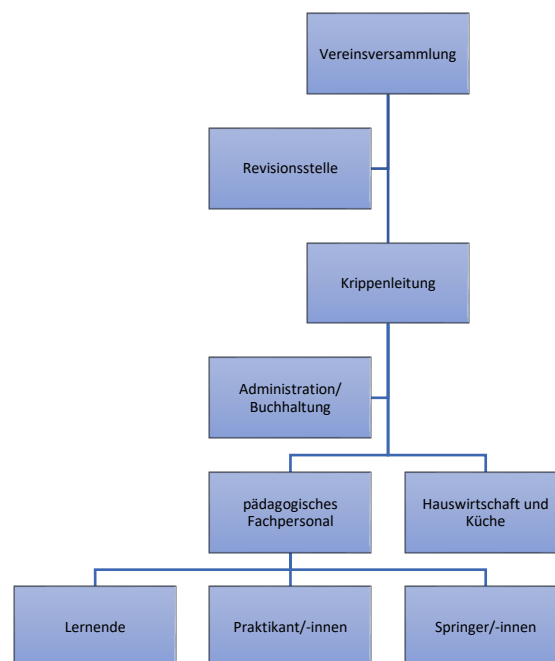 Vereinsversammlung
Revisionsstelle
Krippenleitung
Administration/
Buchhaltung
pädagogisches
Fachpersonal
Hauswirtschaft und
Küche
Lernende
Praktikant/-innen
Springer/-innen